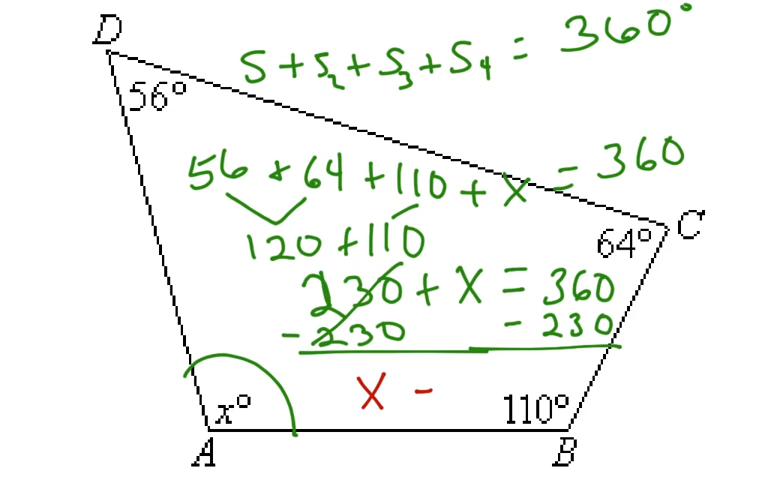 D
S + S₂ + S₃ + S₄ = 360°
56°
56 + 64 + 110 + x = 360
C
64°
120 + 110
230 + x = 360
- 230 - 230
x -
x°
110°
A
B